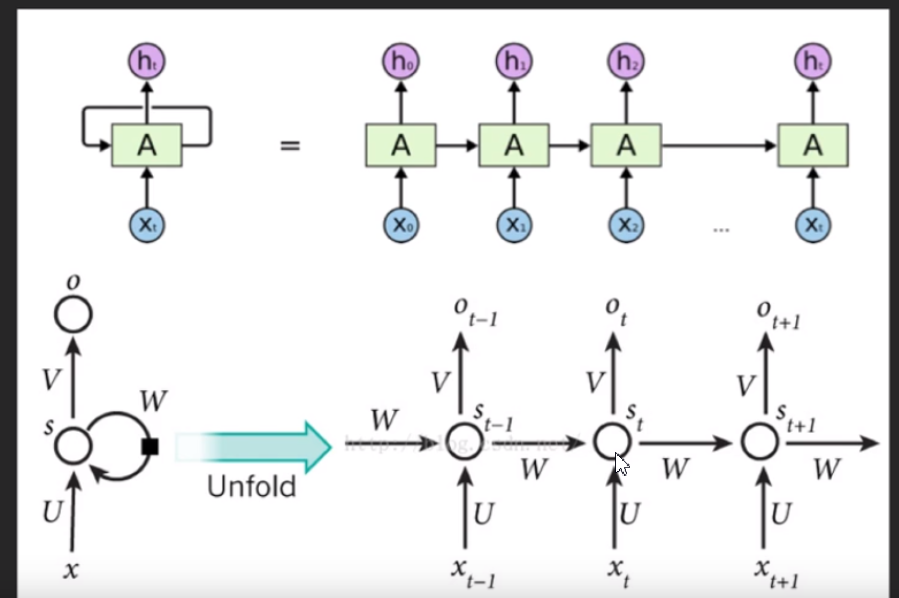 hₜ h₀ h₁ h₂ hₜ
A = A A A A
xₜ x₀ x₁ x₂ ... xₜ
o oₜ₋₁ oₜ oₜ₊₁
V W V V V
s W sₜ₋₁ sₜ sₜ₊₁
Unfold W W W
U U U U
x xₜ₋₁ xₜ xₜ₊₁